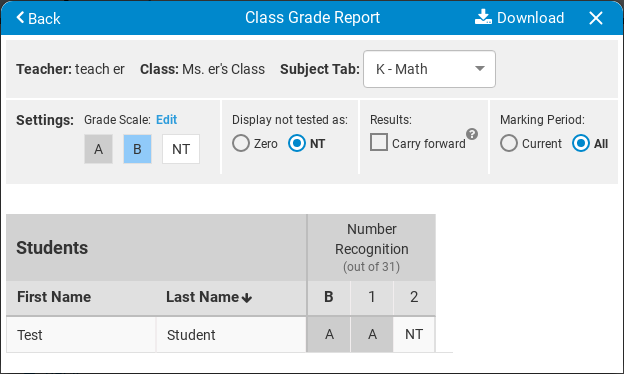 Back
Class Grade Report
Download
Teacher: teach er Class: Ms. er's Class Subject Tab: K - Math
Settings: Grade Scale: Edit
A B NT
Display not tested as:
Zero NT
Results:
Carry forward ?
Marking Period:
Current All
Students
Number
Recognition
(out of 31)
First Name Last Name B 1 2
Test Student A A NT